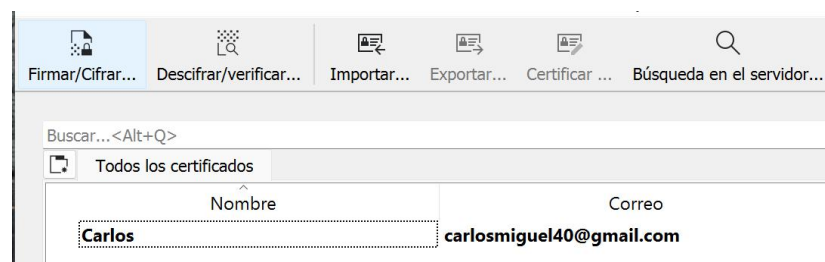 Firmar/Cifrar... Descifrar/verificar... Importar... Exportar... Certificar ... Búsqueda en el servidor...
Buscar...<Alt+Q>
Todos los certificados
Nombre Correo
Carlos carlosmiguel40@gmail.com